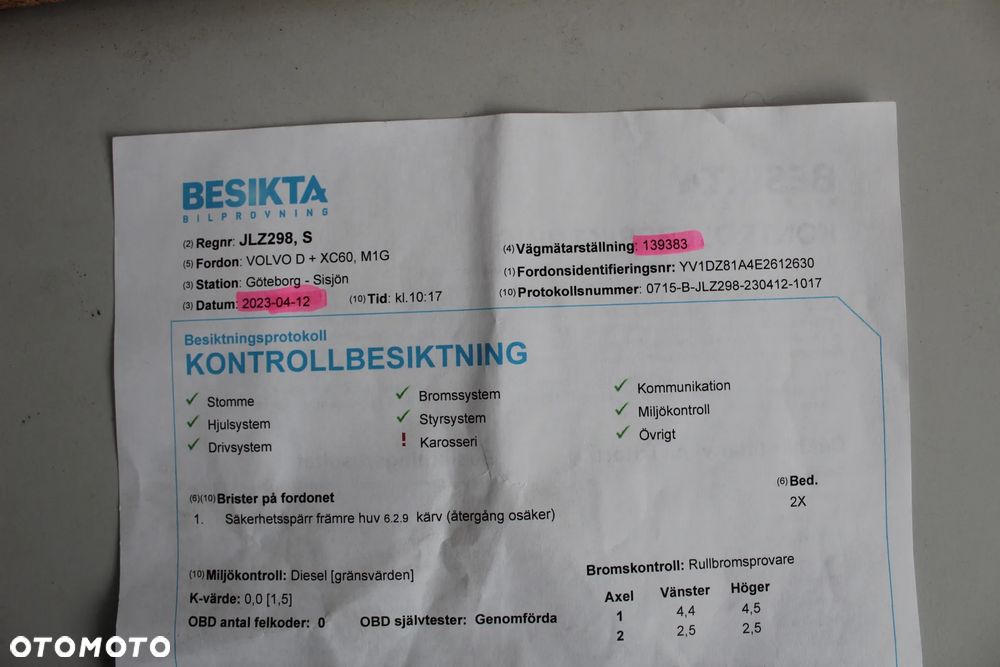 BESIKTA
BILPROVNING
(2) Regnr: JLZ298, S
(5) Fordon: VOLVO D + XC60, M1G
(3) Station: Göteborg - Sisjön
(3) Datum: 2023-04-12 (10) Tid: kl.10:17
(4) Vägmätarställning: 139383
(1) Fordonsidentifieringsnr: YV1DZ81A4E2612630
(10) Protokollsnummer: 0715-B-JLZ298-230412-1017
Besiktningsprotokoll
KONTROLLBESIKTNING
✓ Stomme ✓ Bromssystem ✓ Kommunikation
✓ Hjulsystem ✓ Styrsystem ✓ Miljökontroll
✓ Drivsystem ! Karosseri ✓ Övrigt
(6)(10) Brister på fordonet (6) Bed.
1. Säkerhetsspärr främre huv 6.2.9 kärv (återgång osäker) 2X
(10) Miljökontroll: Diesel [gränsvärden]
K-värde: 0,0 [1,5]
OBD antal felkoder: 0 OBD självtester: Genomförda
Bromskontroll: Rullbromsprovare
Axel Vänster Höger
1 4,4 4,5
2 2,5 2,5
OTOMOTO